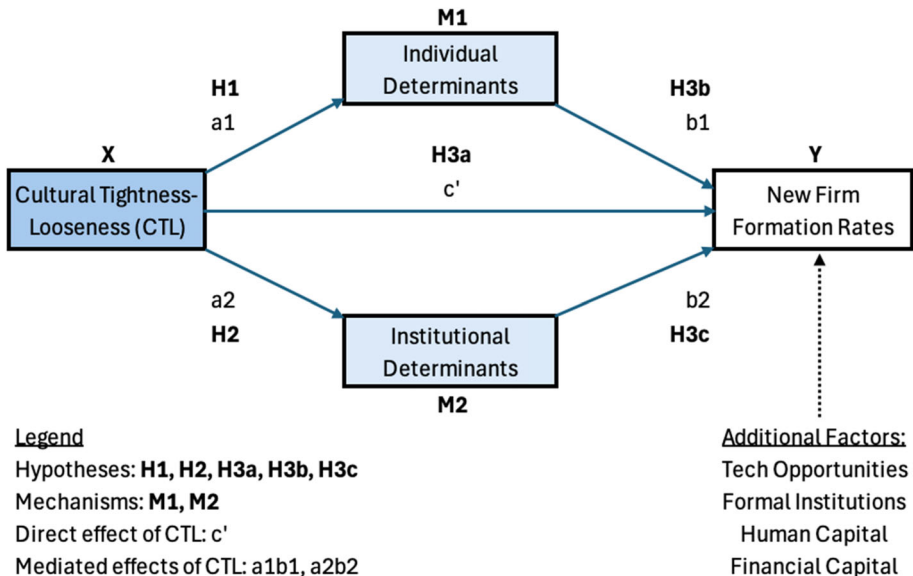 M1
Individual
Determinants
H1
a1
H3b
b1
X
H3a
c'
Y
Cultural Tightness-
Looseness (CTL)
New Firm
Formation Rates
a2
H2
b2
H3c
Institutional
Determinants
M2
Legend
Hypotheses: H1, H2, H3a, H3b, H3c
Mechanisms: M1, M2
Direct effect of CTL: c'
Mediated effects of CTL: a1b1, a2b2
Additional Factors:
Tech Opportunities
Formal Institutions
Human Capital
Financial Capital